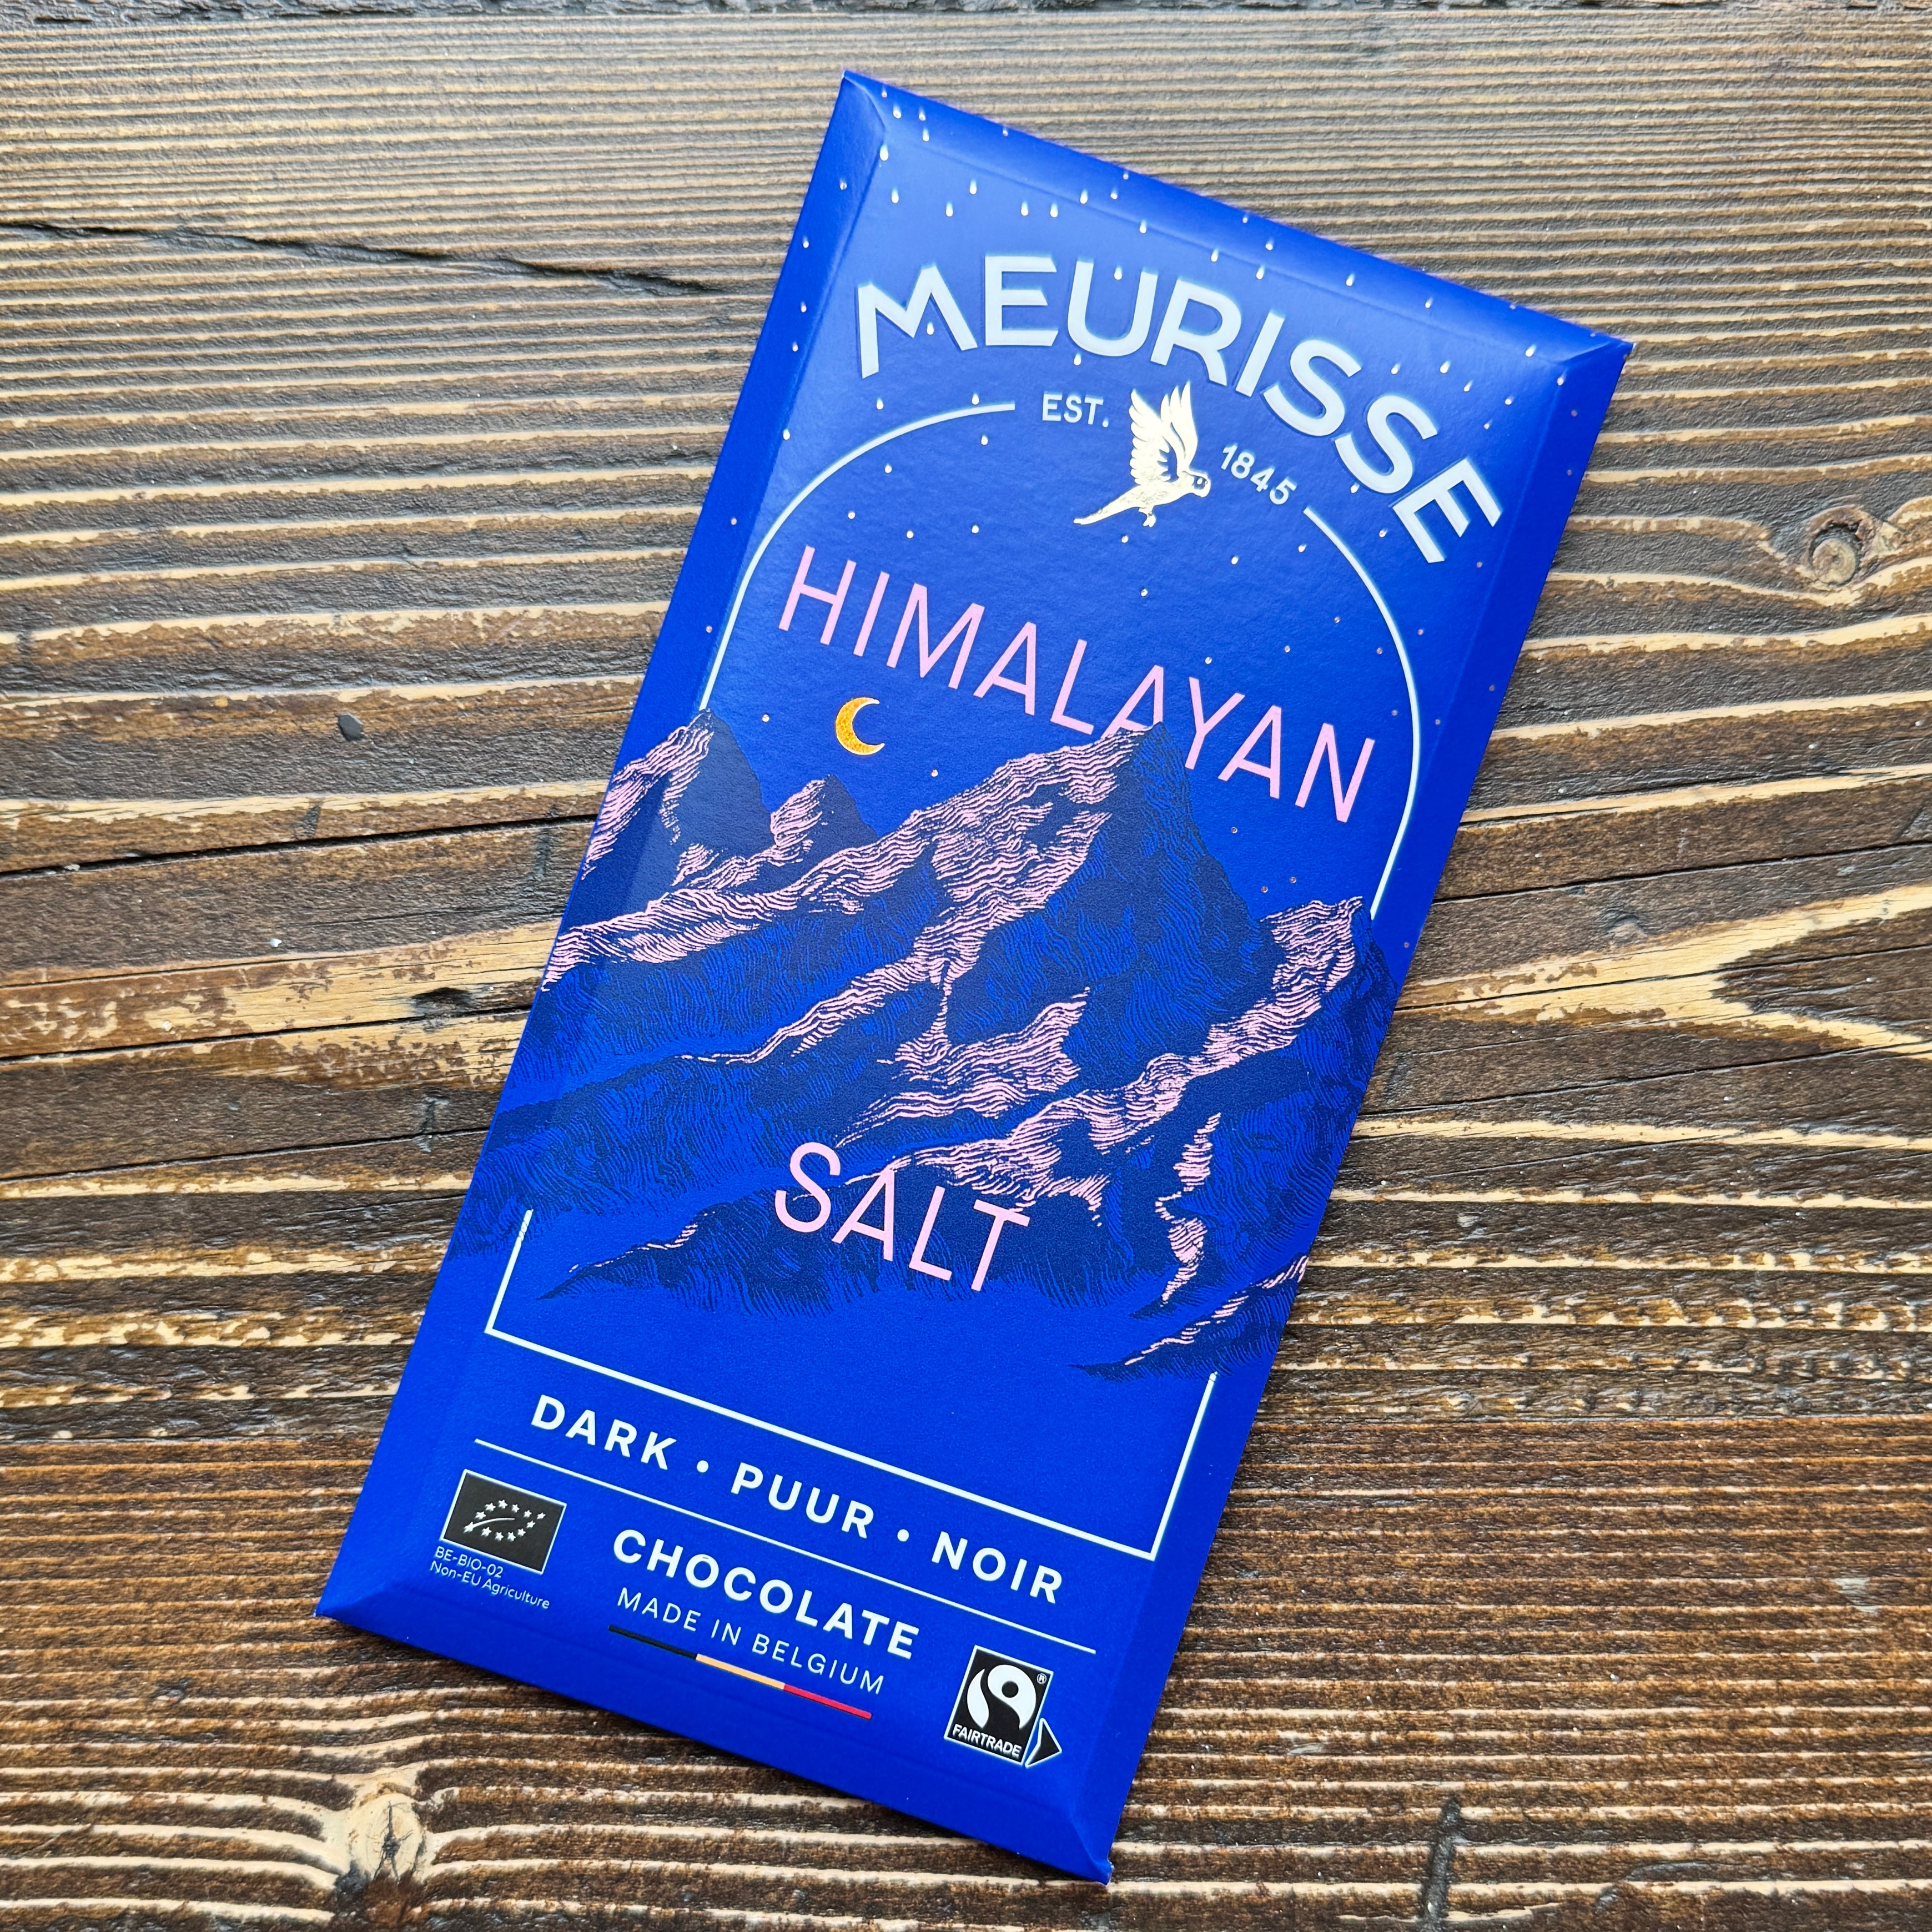 MEURISSE
EST. 1845
HIMALAYAN
SALT
DARK • PUUR • NOIR
CHOCOLATE
MADE IN BELGIUM
BE-BIO-02
Non-EU Agriculture
FAIRTRADE
®